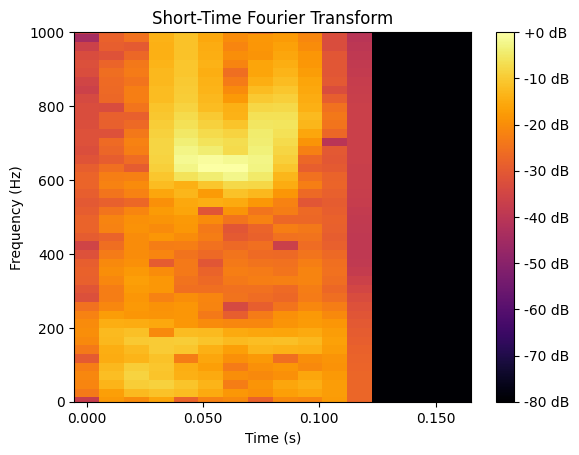 Short-Time Fourier Transform
1000
800
600
400
200
0
Frequency (Hz)
0.000
0.050
0.100
0.150
Time (s)
+0 dB
-10 dB
-20 dB
-30 dB
-40 dB
-50 dB
-60 dB
-70 dB
-80 dB